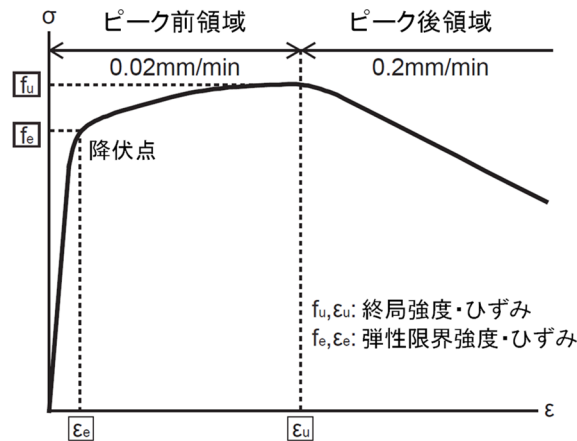 σ
ピーク前領域
ピーク後領域
0.02mm/min
0.2mm/min
fu
fe
降伏点
fu,εu: 終局強度・ひずみ
fe,εe: 弾性限界強度・ひずみ
ε
εe
εu